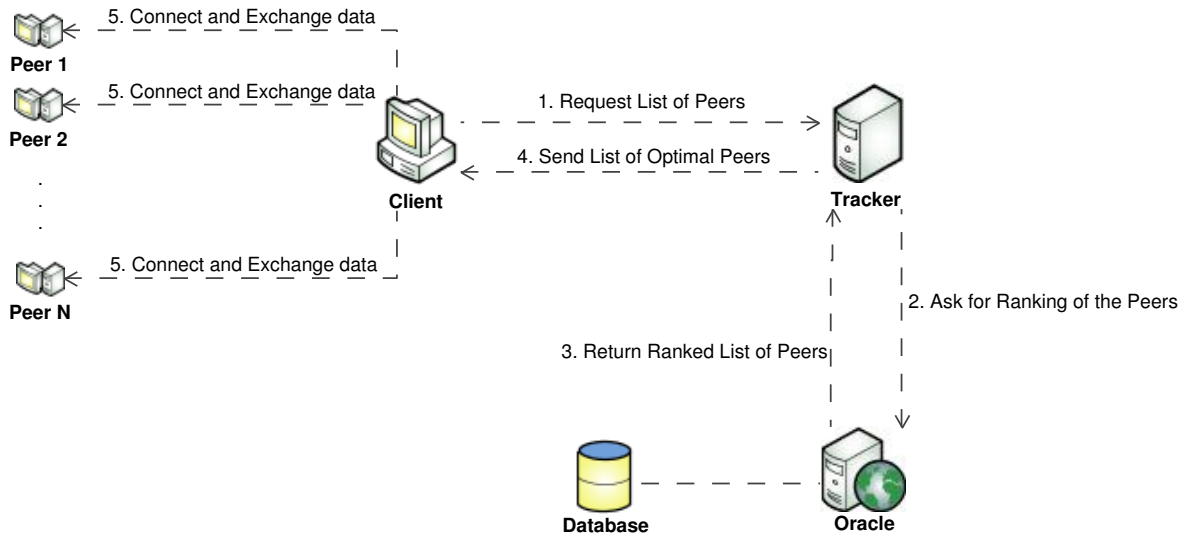 5. Connect and Exchange data
Peer 1
5. Connect and Exchange data
Peer 2
.
.
.
5. Connect and Exchange data
Peer N
Client
1. Request List of Peers
4. Send List of Optimal Peers
Tracker
2. Ask for Ranking of the Peers
3. Return Ranked List of Peers
Database
Oracle